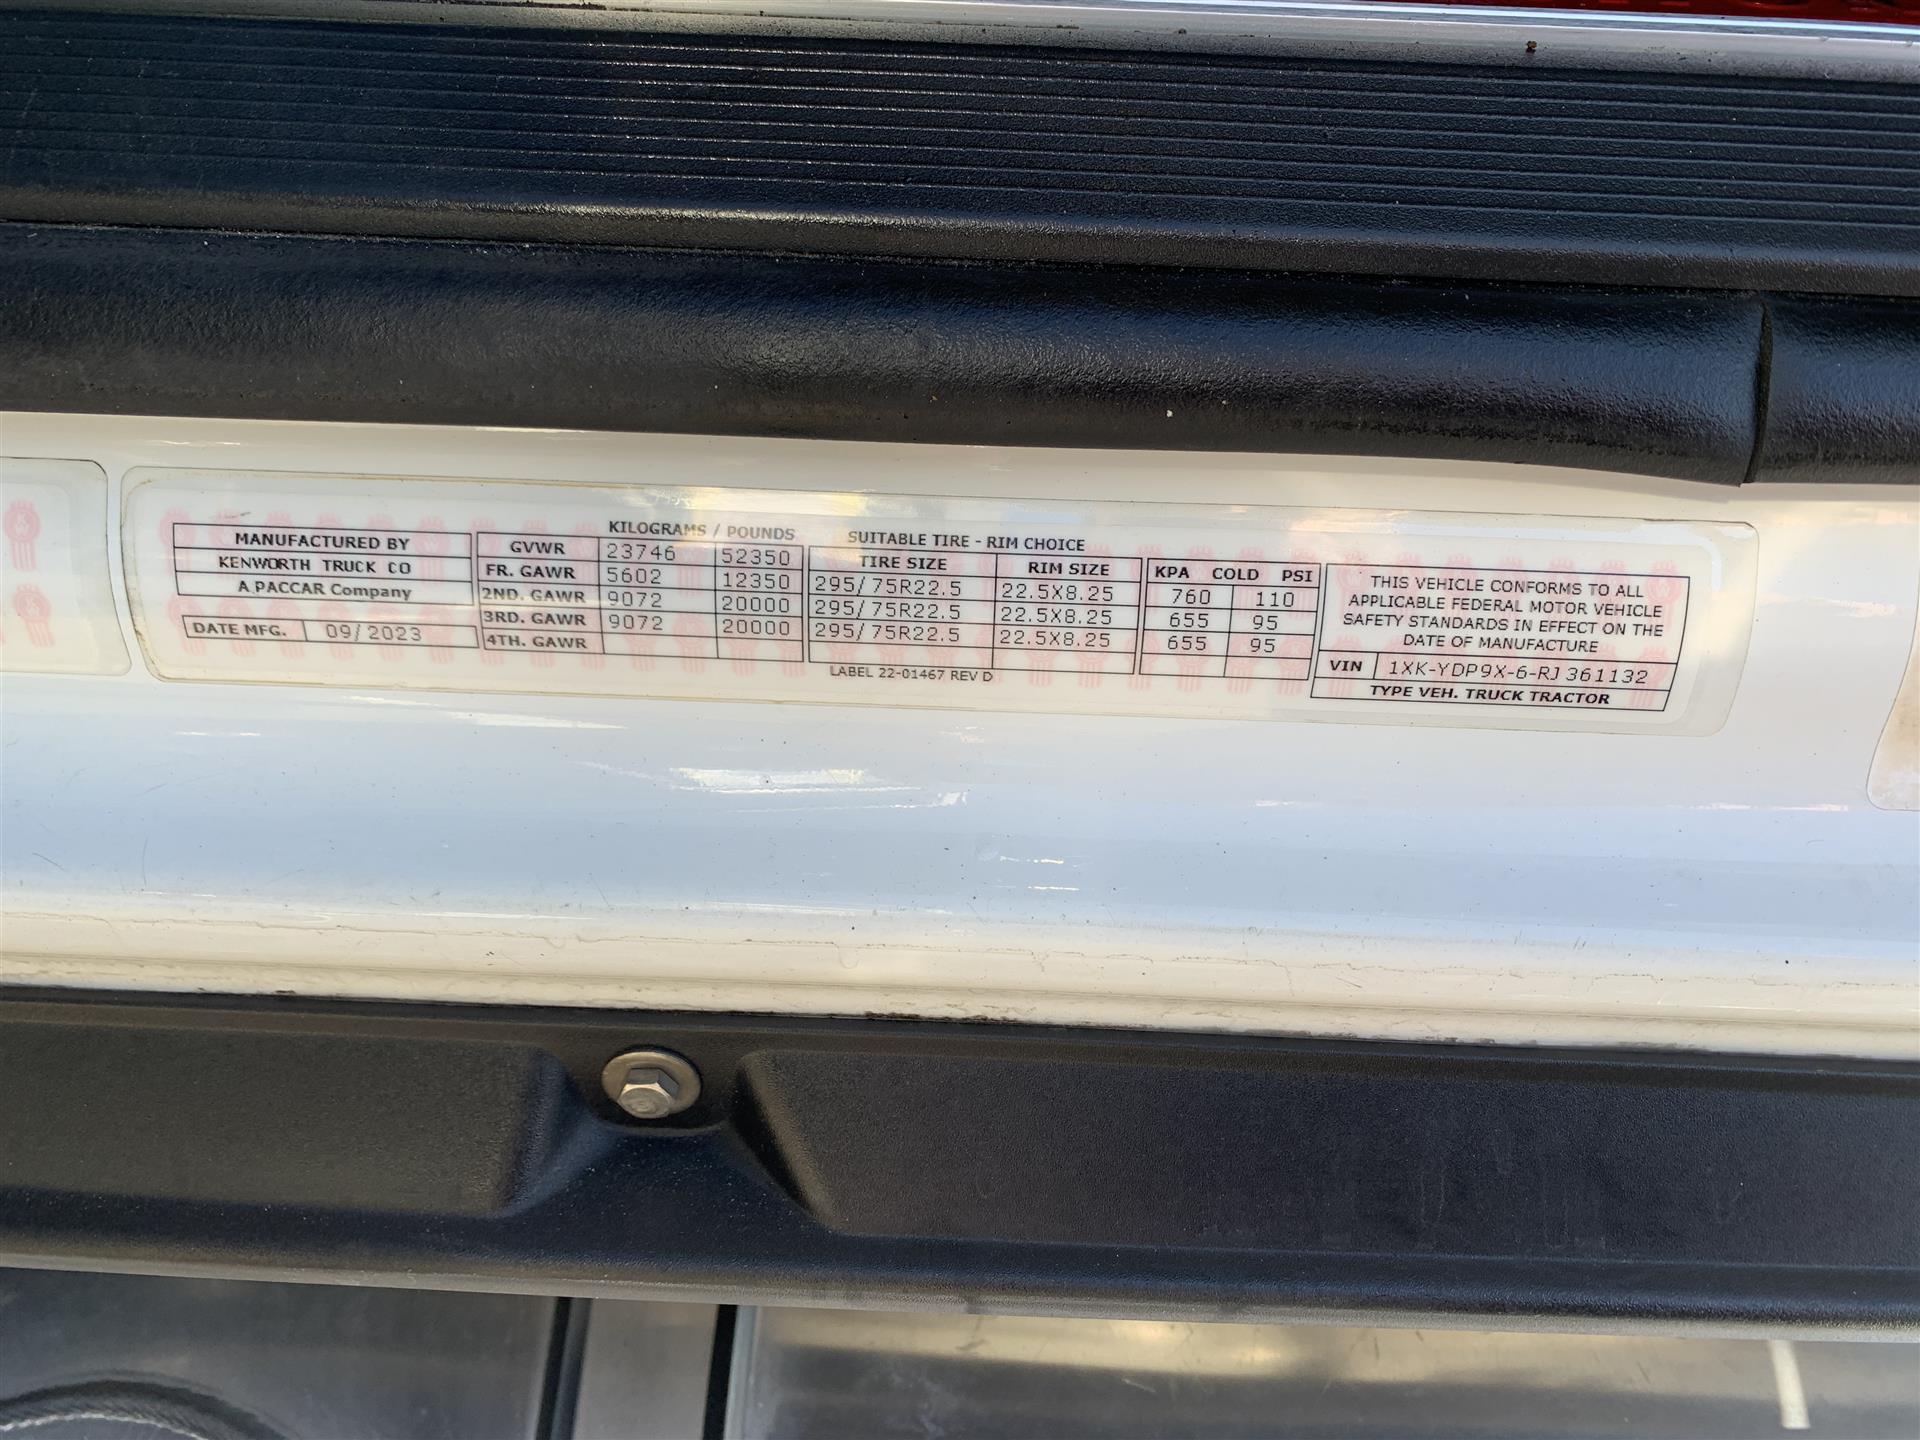 MANUFACTURED BY
KENWORTH TRUCK CO
A PACCAR Company
DATE MFG. 09/2023
KILOGRAMS / POUNDS
GVWR 23746 52350
FR. GAWR 5602 12350
2ND. GAWR 9072 20000
3RD. GAWR 9072 20000
4TH. GAWR
SUITABLE TIRE - RIM CHOICE
TIRE SIZE RIM SIZE
295/75R22.5 22.5X8.25
295/75R22.5 22.5X8.25
295/75R22.5 22.5X8.25
LABEL 22-01467 REV D
KPA COLD PSI
760 110
655 95
655 95
THIS VEHICLE CONFORMS TO ALL
APPLICABLE FEDERAL MOTOR VEHICLE
SAFETY STANDARDS IN EFFECT ON THE
DATE OF MANUFACTURE
VIN 1XK-YDP9X-6-RJ361132
TYPE VEH. TRUCK TRACTOR